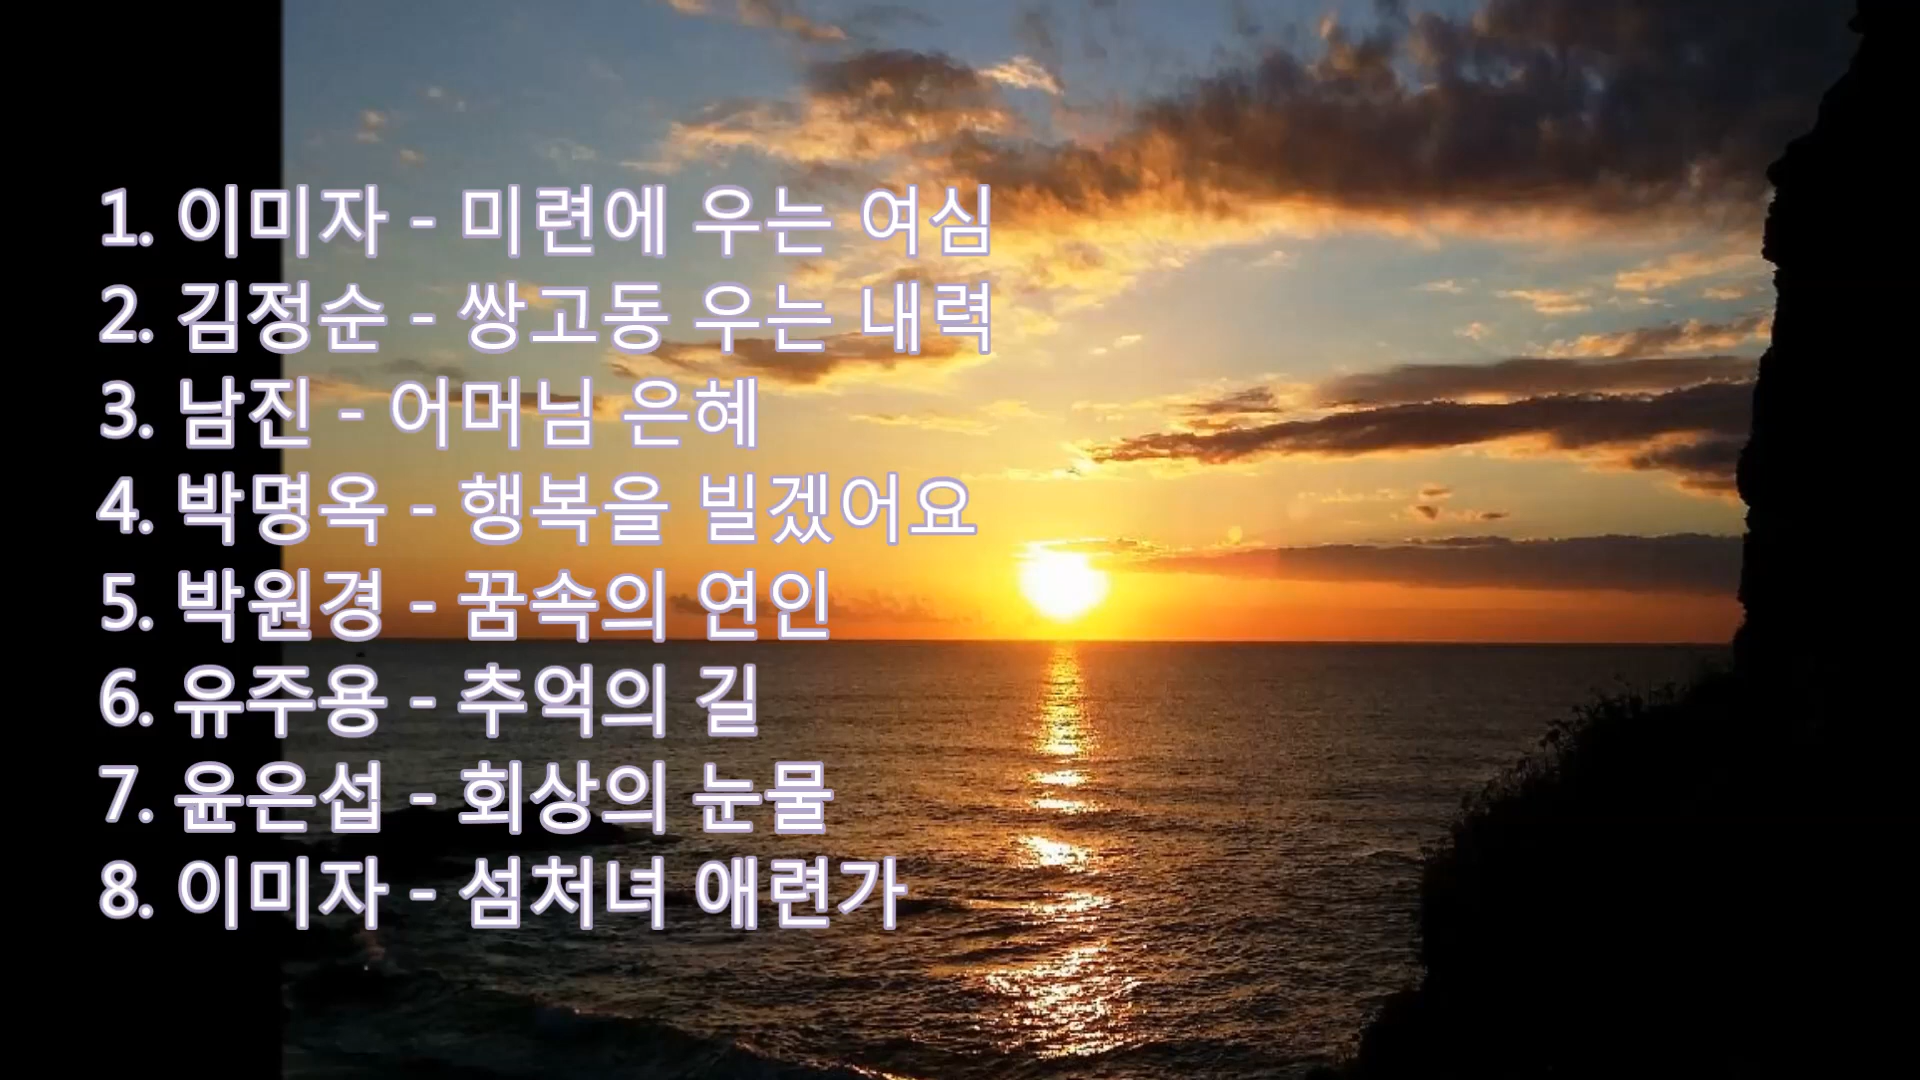 1. 이미자 - 미련에 우는 여심
2. 김정순 - 쌍고동 우는 내력
3. 남진 - 어머님 은혜
4. 박명옥 - 행복을 빌겠어요
5. 박원경 - 꿈속의 연인
6. 유주용 - 추억의 길
7. 윤은섭 - 회상의 눈물
8. 이미자 - 섬처녀 애련가